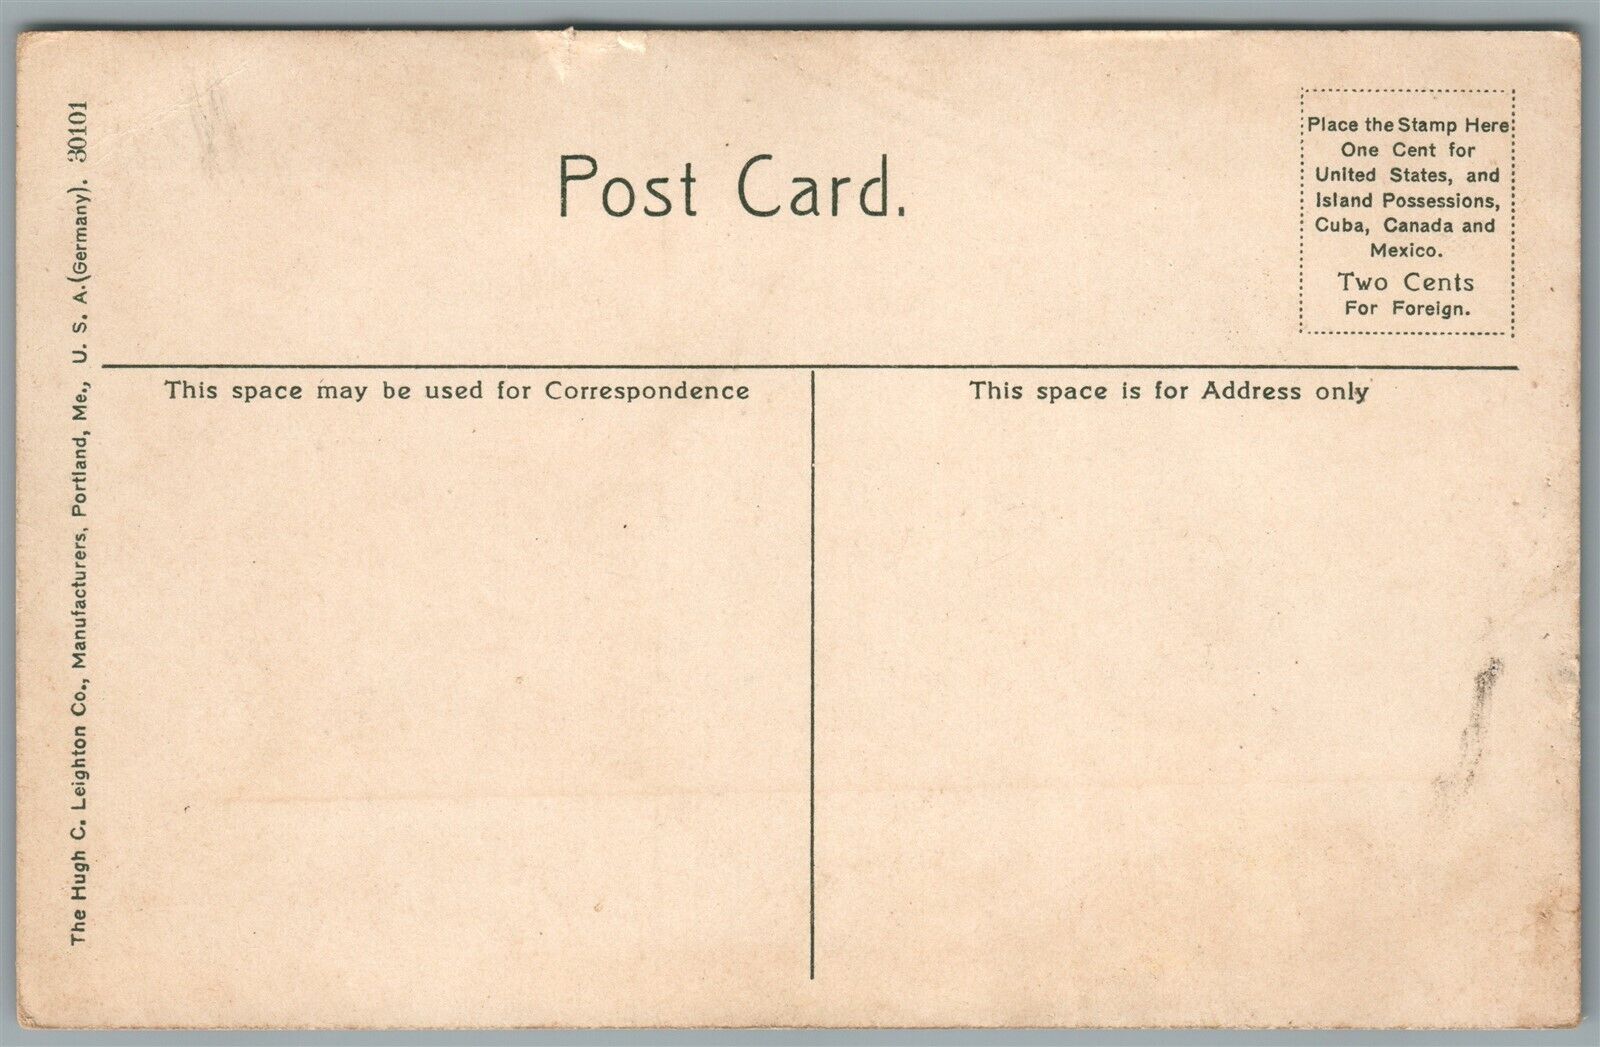 Post Card.
Place the Stamp Here
One Cent for
United States, and
Island Possessions,
Cuba, Canada and
Mexico.
Two Cents
For Foreign.
This space may be used for Correspondence
This space is for Address only
The Hugh C. Leighton Co., Manufacturers, Portland, Me., U. S. A. (Germany). 30101